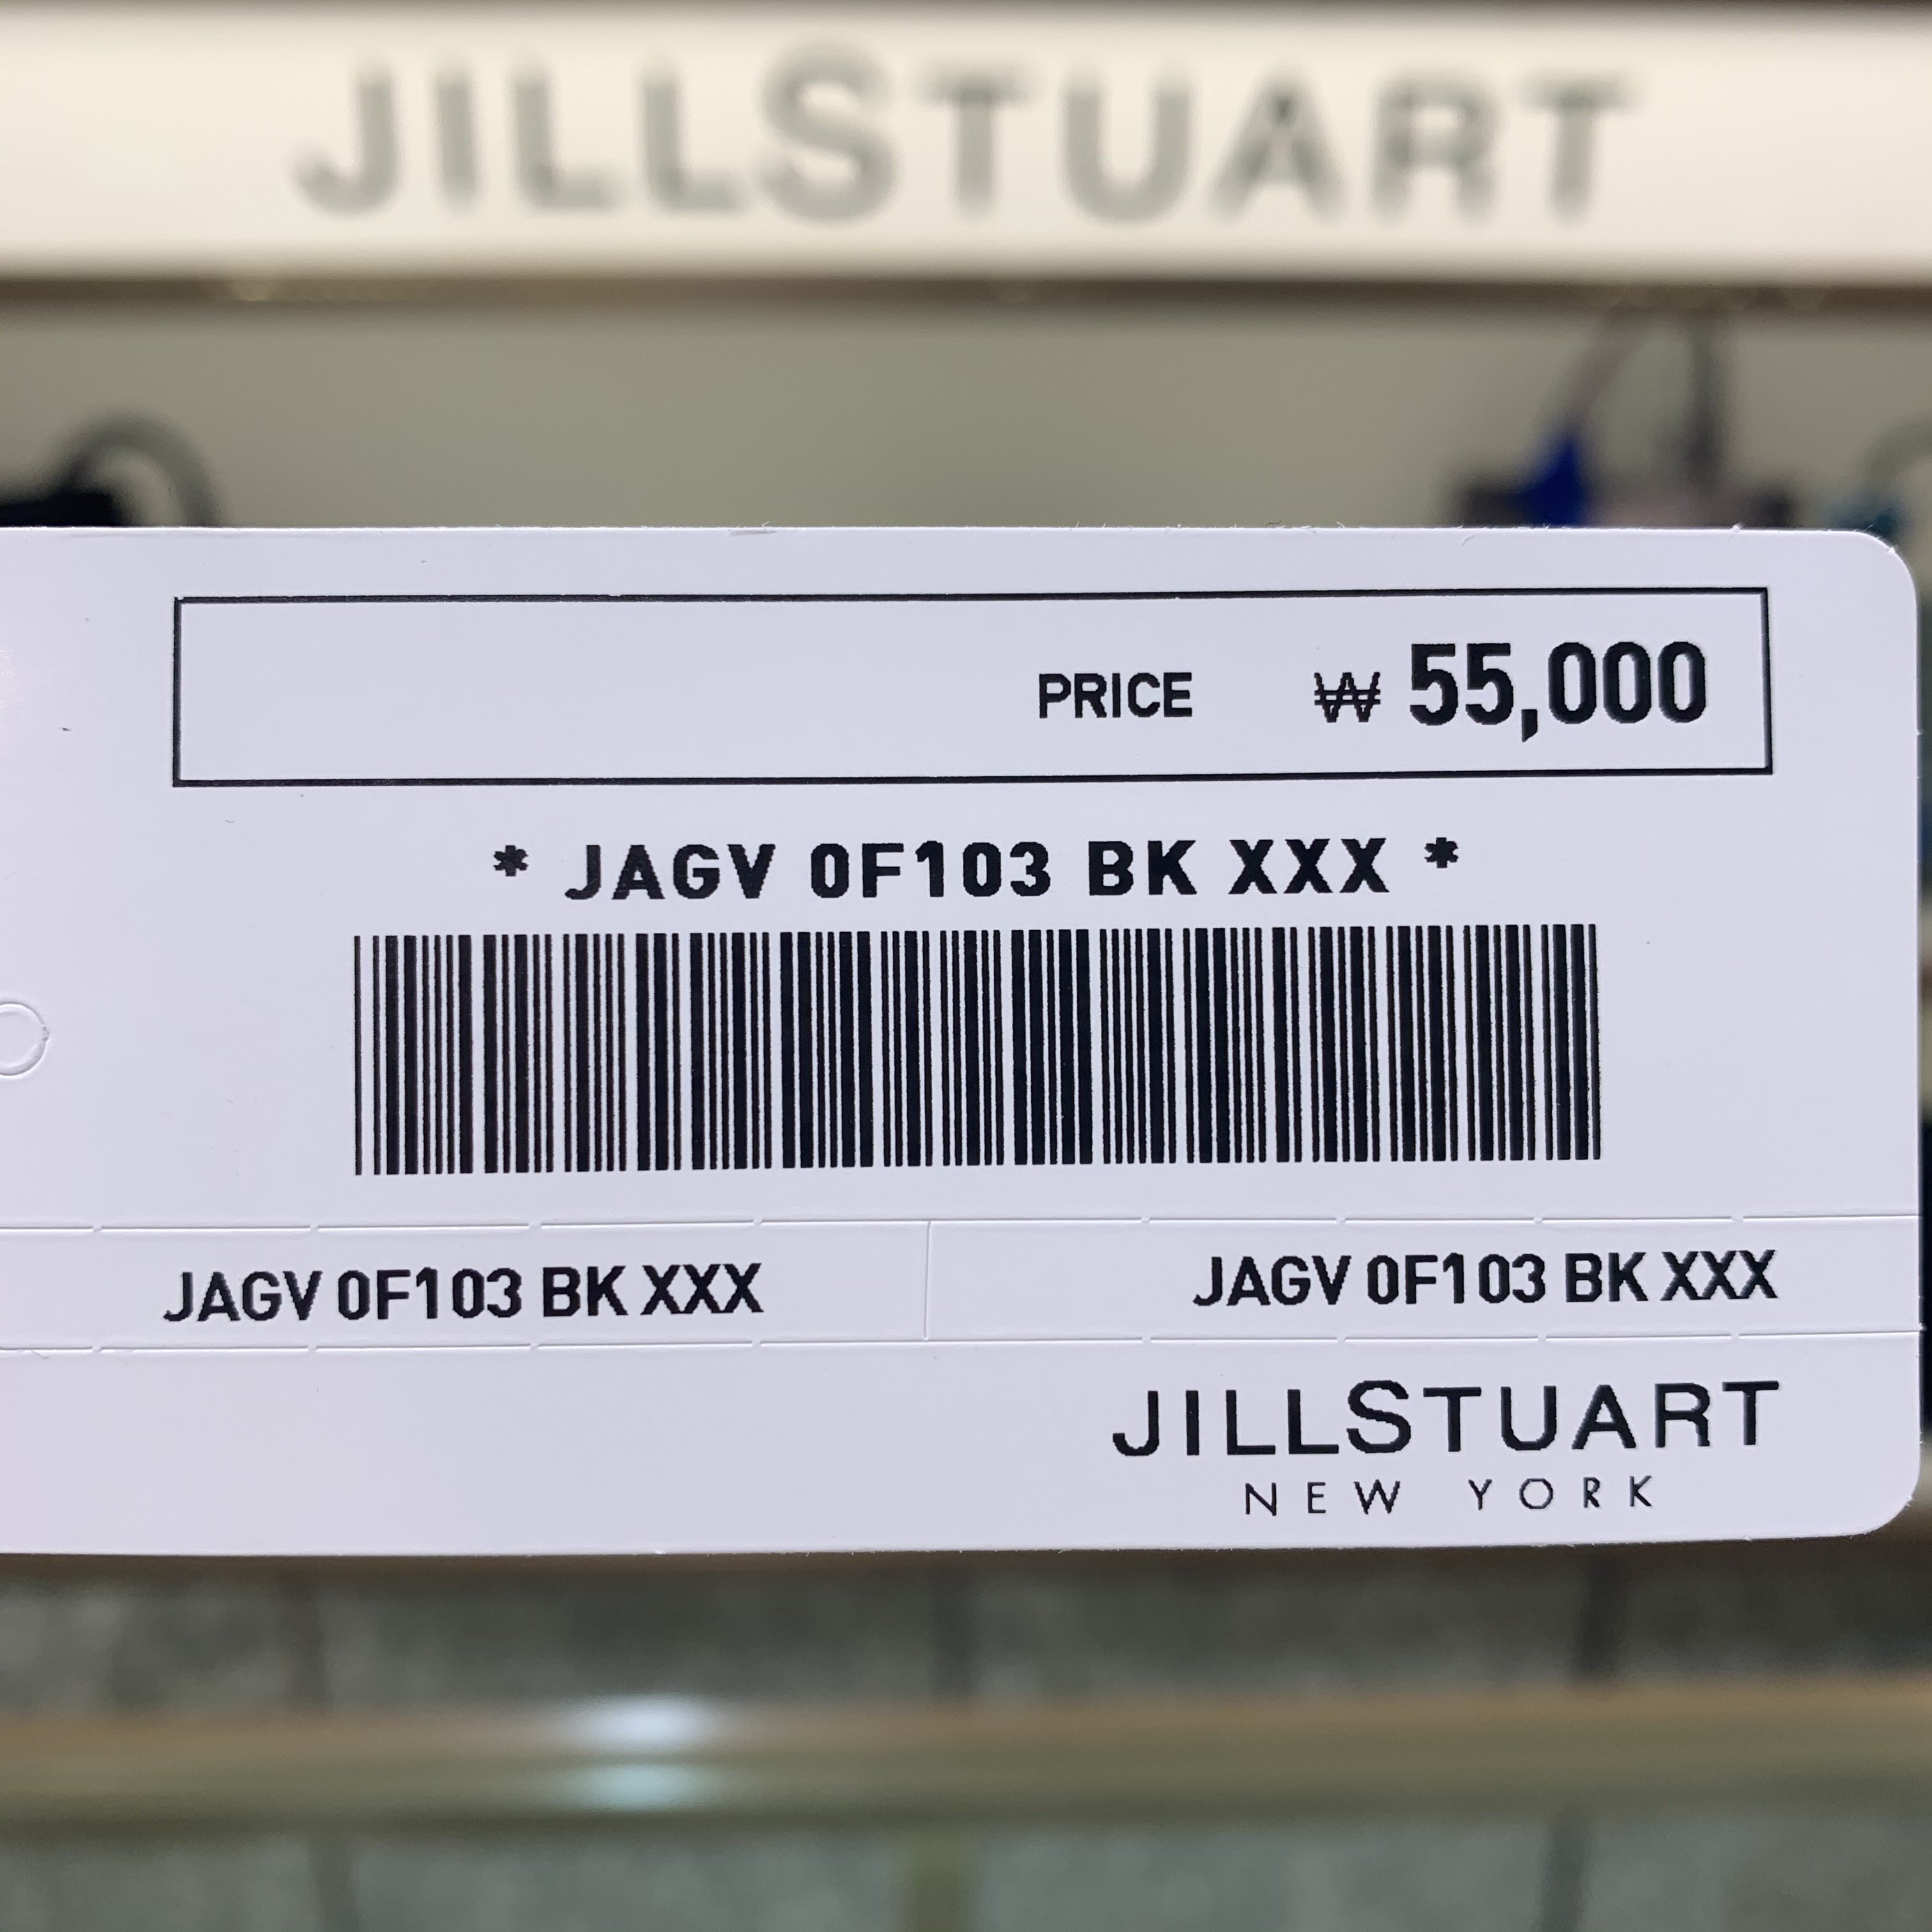 JILLSTUART
PRICE ₩ 55,000
* JAGV 0F103 BK XXX *
JAGV 0F103 BK XXX JAGV 0F103 BK XXX
JILLSTUART
NEW YORK